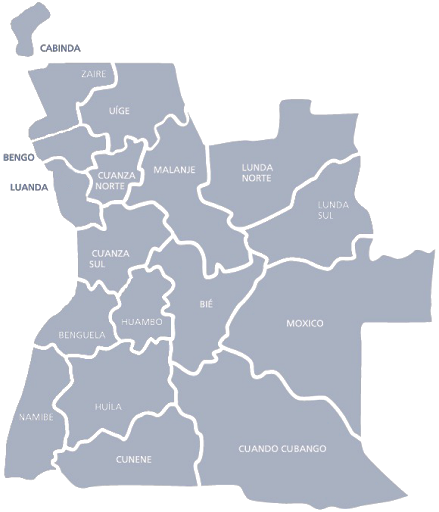 CABINDA
ZAIRE
UÍGE
BENGO
LUANDA
CUANZA
NORTE
MALANJE
LUNDA
NORTE
LUNDA
SUL
CUANZA
SUL
BENGUELA
HUAMBO
BIÉ
MOXICO
NAMIBE
HUÍLA
CUNENE
CUANDO CUBANGO